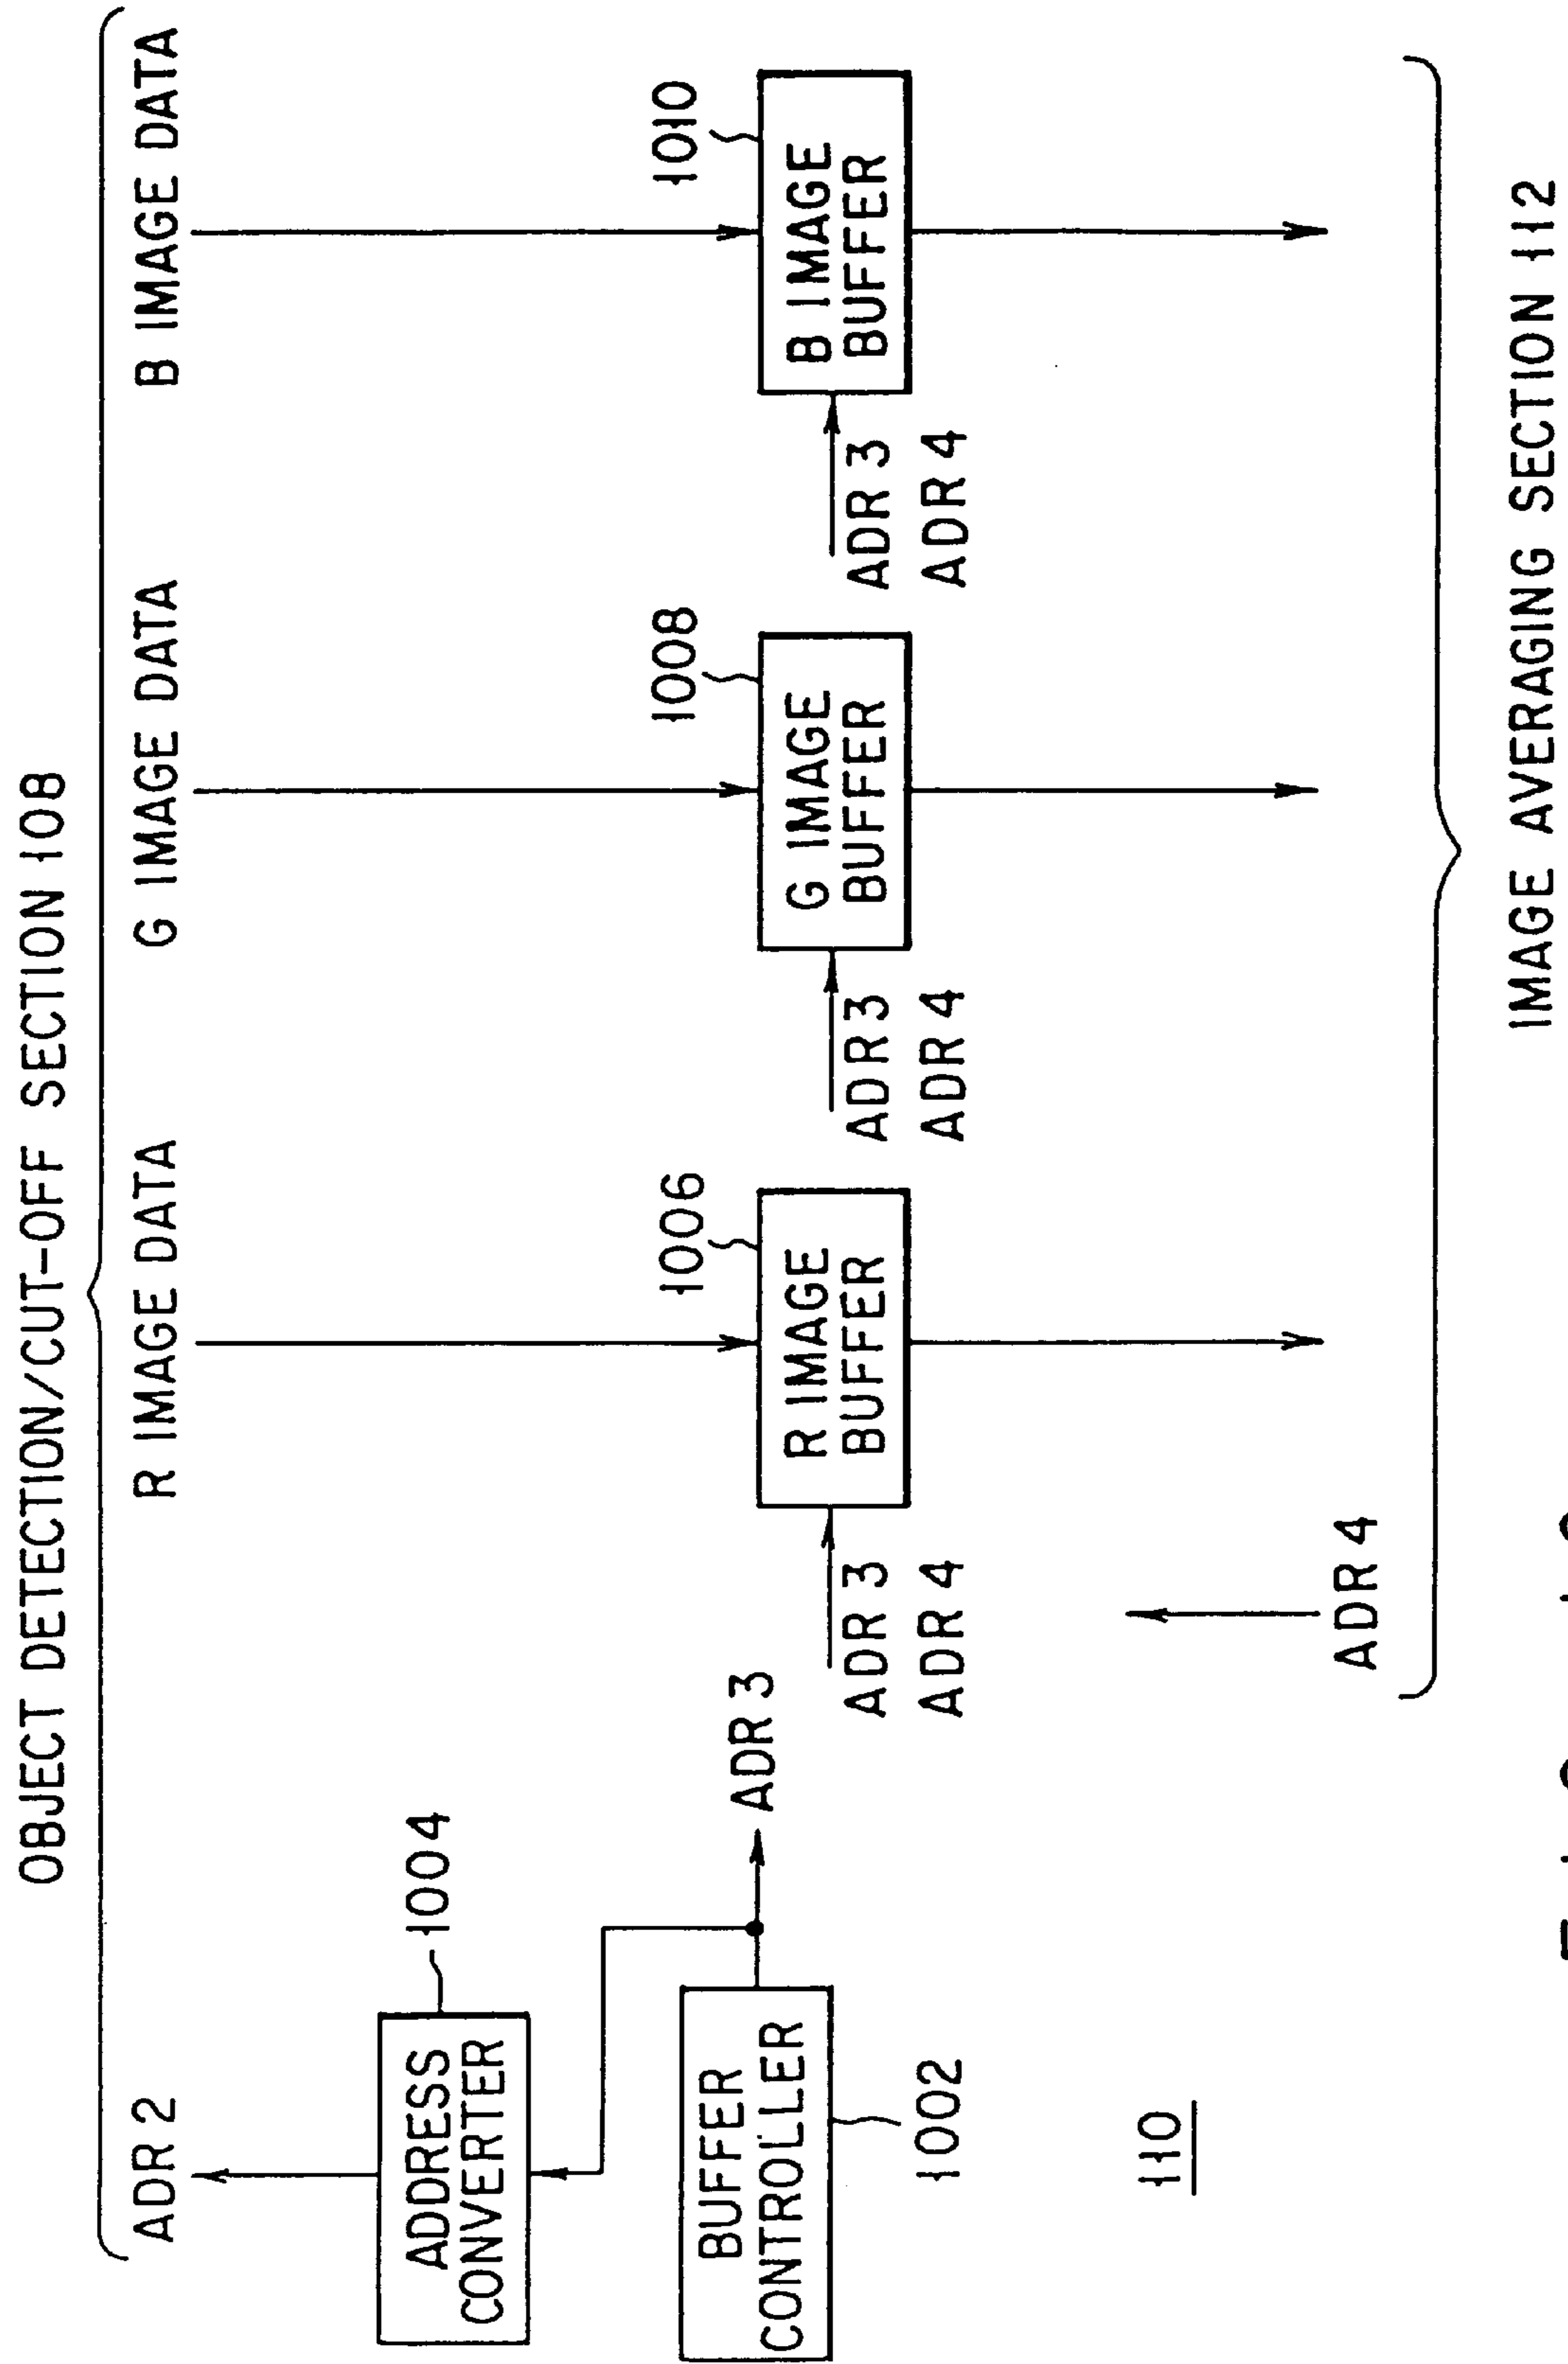 OBJECT DETECTION/CUT-OFF SECTION 108
ADR 2
R IMAGE DATA
G IMAGE DATA
B IMAGE DATA
ADDRESS
CONVERTER
1004
BUFFER
CONTROLLER
1002
ADR 3
1006
R IMAGE
BUFFER
ADR 3
ADR 4
1008
G IMAGE
BUFFER
ADR 3
ADR 4
1010
B IMAGE
BUFFER
ADR 3
ADR 4
110
ADR 4
IMAGE AVERAGING SECTION 112